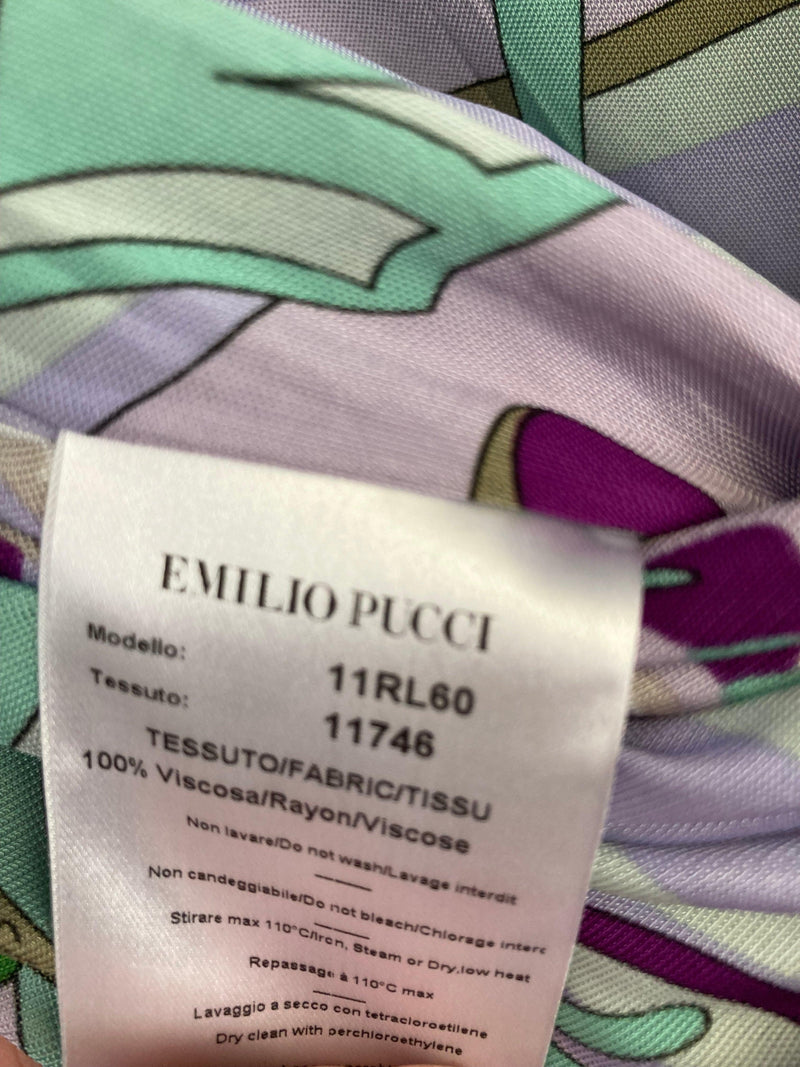 EMILIO PUCCI
Modello: 11RL60
Tessuto: 11746
TESSUTO/FABRIC/TISSU
100% Viscosa/Rayon/Viscose
Non lavare/Do not wash/Lavage interdit
Non candeggiabile/Do not bleach/Chlorage interc
Stirare max 110°C/Iron, Steam or Dry,low heat
Repassage à 110°C max
Lavaggio a secco con tetracloroetilene
Dry clean with perchloroethylene